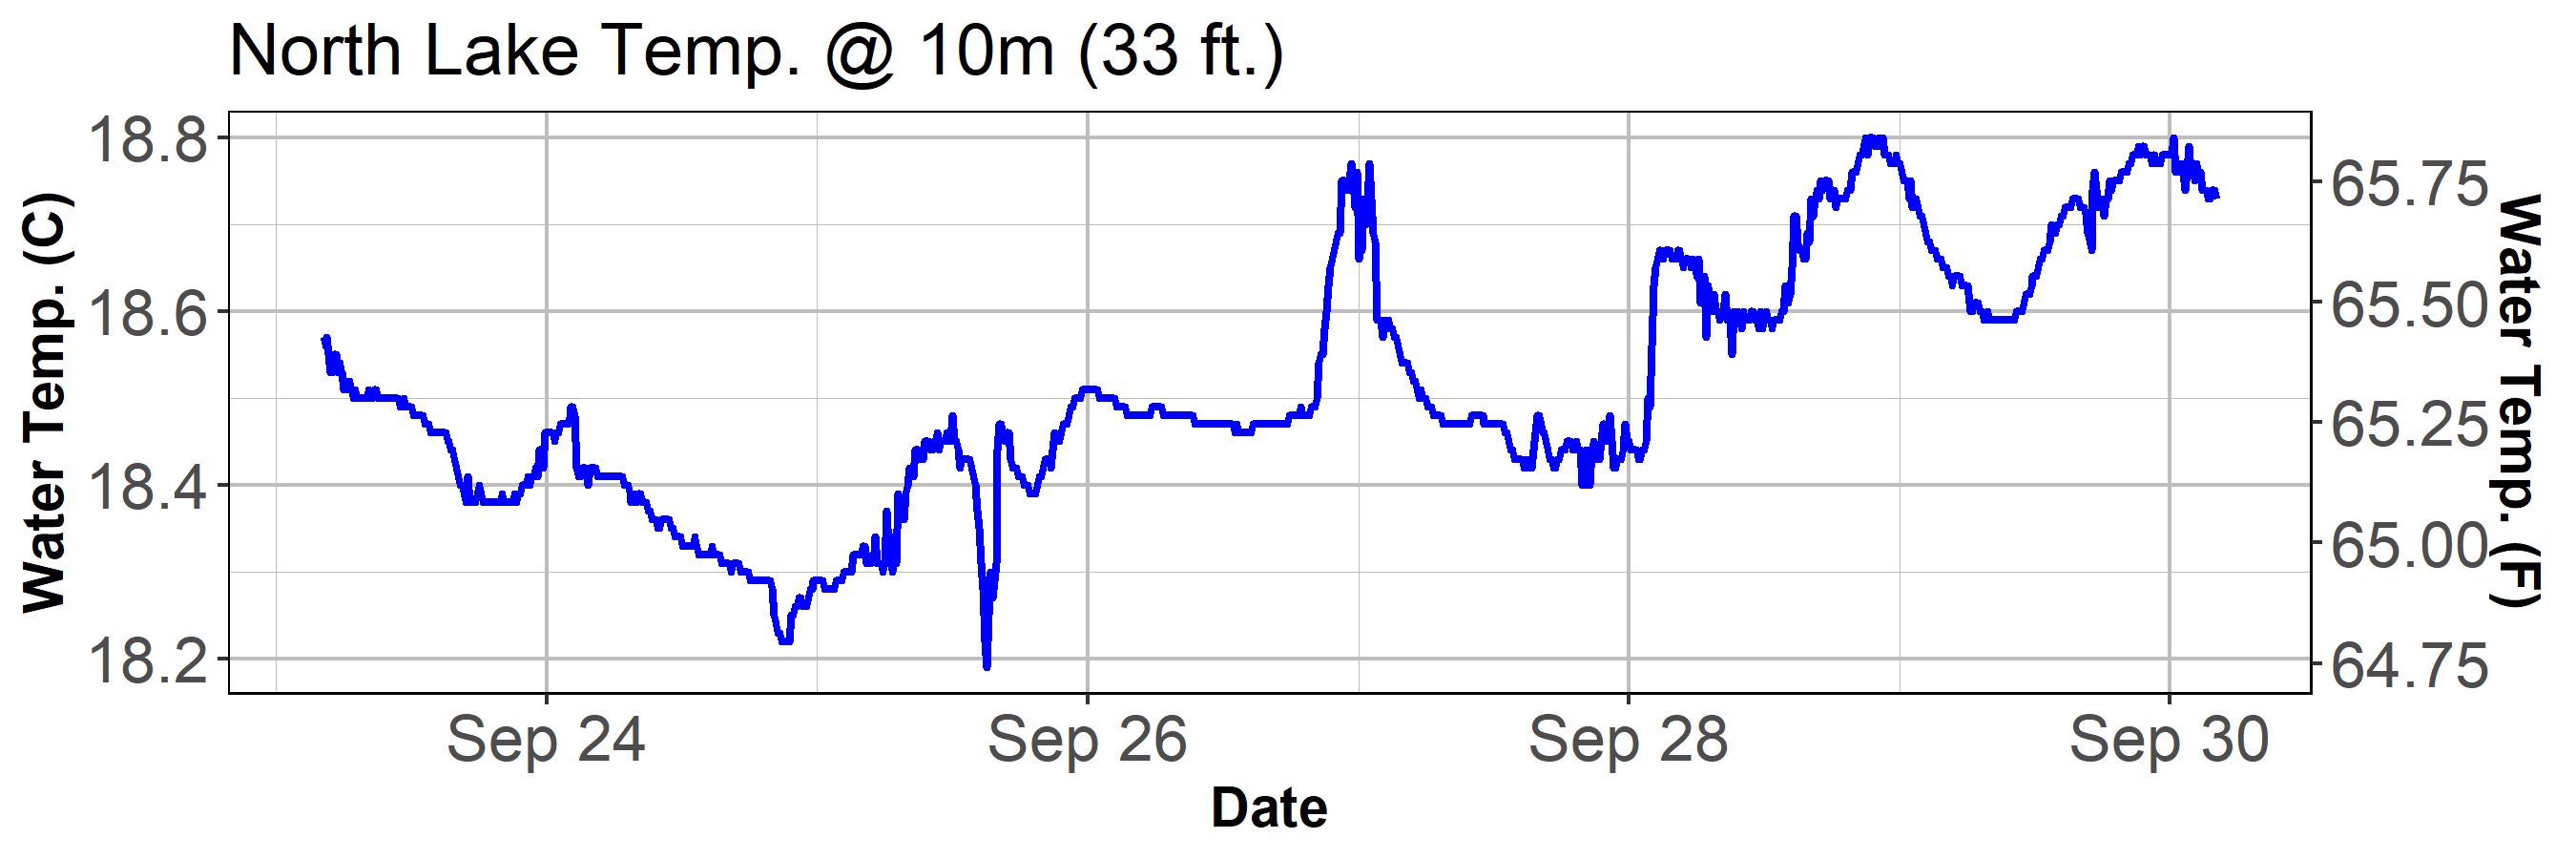 North Lake Temp. @ 10m (33 ft.)
Water Temp. (C)
18.8
18.6
18.4
18.2
65.75
65.50
65.25
65.00
64.75
Water Temp. (F)
Sep 24 Sep 26 Sep 28 Sep 30
Date